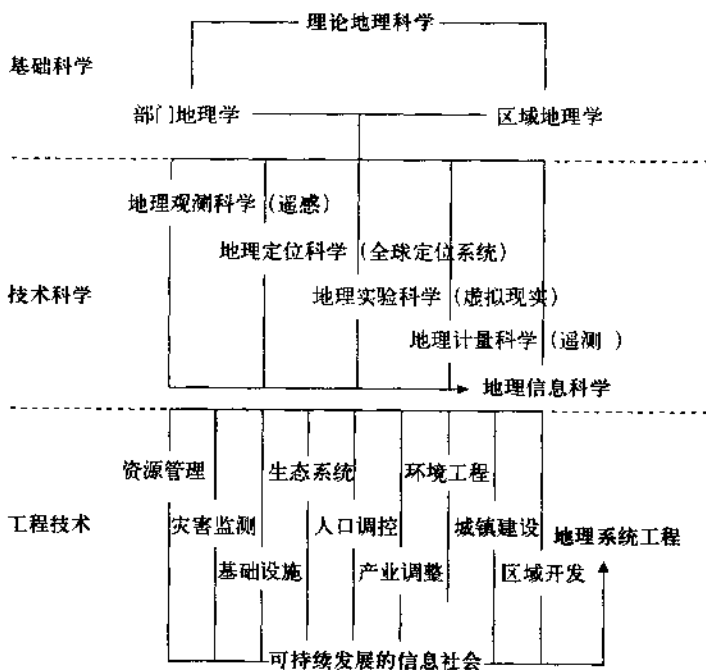 理论地理科学
基础科学
部门地理学 区域地理学
地理观测科学(遥感)
地理定位科学(全球定位系统)
技术科学
地理实验科学(虚拟现实)
地理计量科学(遥测 )
地理信息科学
资源管理 生态系统 环境工程
工程技术 灾害监测 人口调控 城镇建设 地理系统工程
基础设施 产业调整 区域开发
可持续发展的信息社会